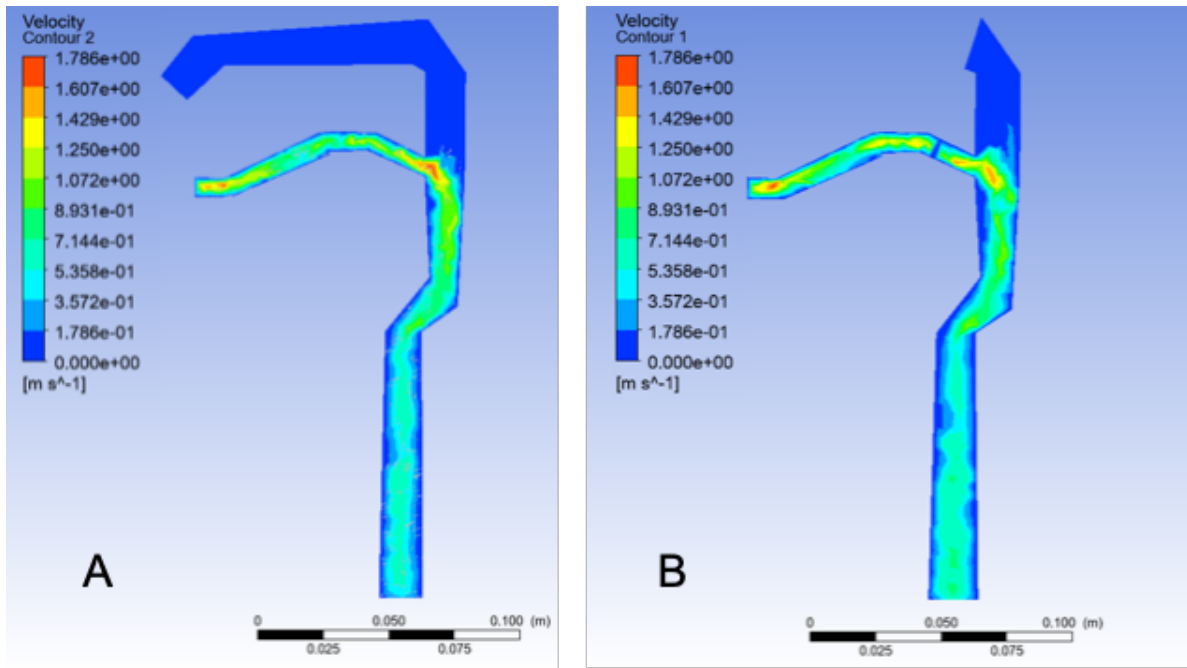 Velocity
Contour 2
1.786e+00
1.607e+00
1.429e+00
1.250e+00
1.072e+00
8.931e-01
7.144e-01
5.358e-01
3.572e-01
1.786e-01
0.000e+00
[m s^-1]
A
0 0.050 0.100 (m)
0.025 0.075
Velocity
Contour 1
1.786e+00
1.607e+00
1.429e+00
1.250e+00
1.072e+00
8.931e-01
7.144e-01
5.358e-01
3.572e-01
1.786e-01
0.000e+00
[m s^-1]
B
0 0.050 0.100 (m)
0.025 0.075